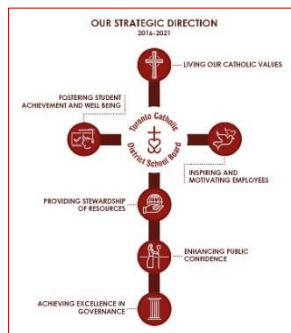 OUR STRATEGIC DIRECTION
2016-2021
LIVING OUR CATHOLIC VALUES
FOSTERING STUDENT
ACHIEVEMENT AND WELL BEING
Toronto Catholic
District School Board
INSPIRING AND
MOTIVATING EMPLOYEES
PROVIDING STEWARDSHIP
OF RESOURCES
ENHANCING PUBLIC
CONFIDENCE
ACHIEVING EXCELLENCE IN
GOVERNANCE